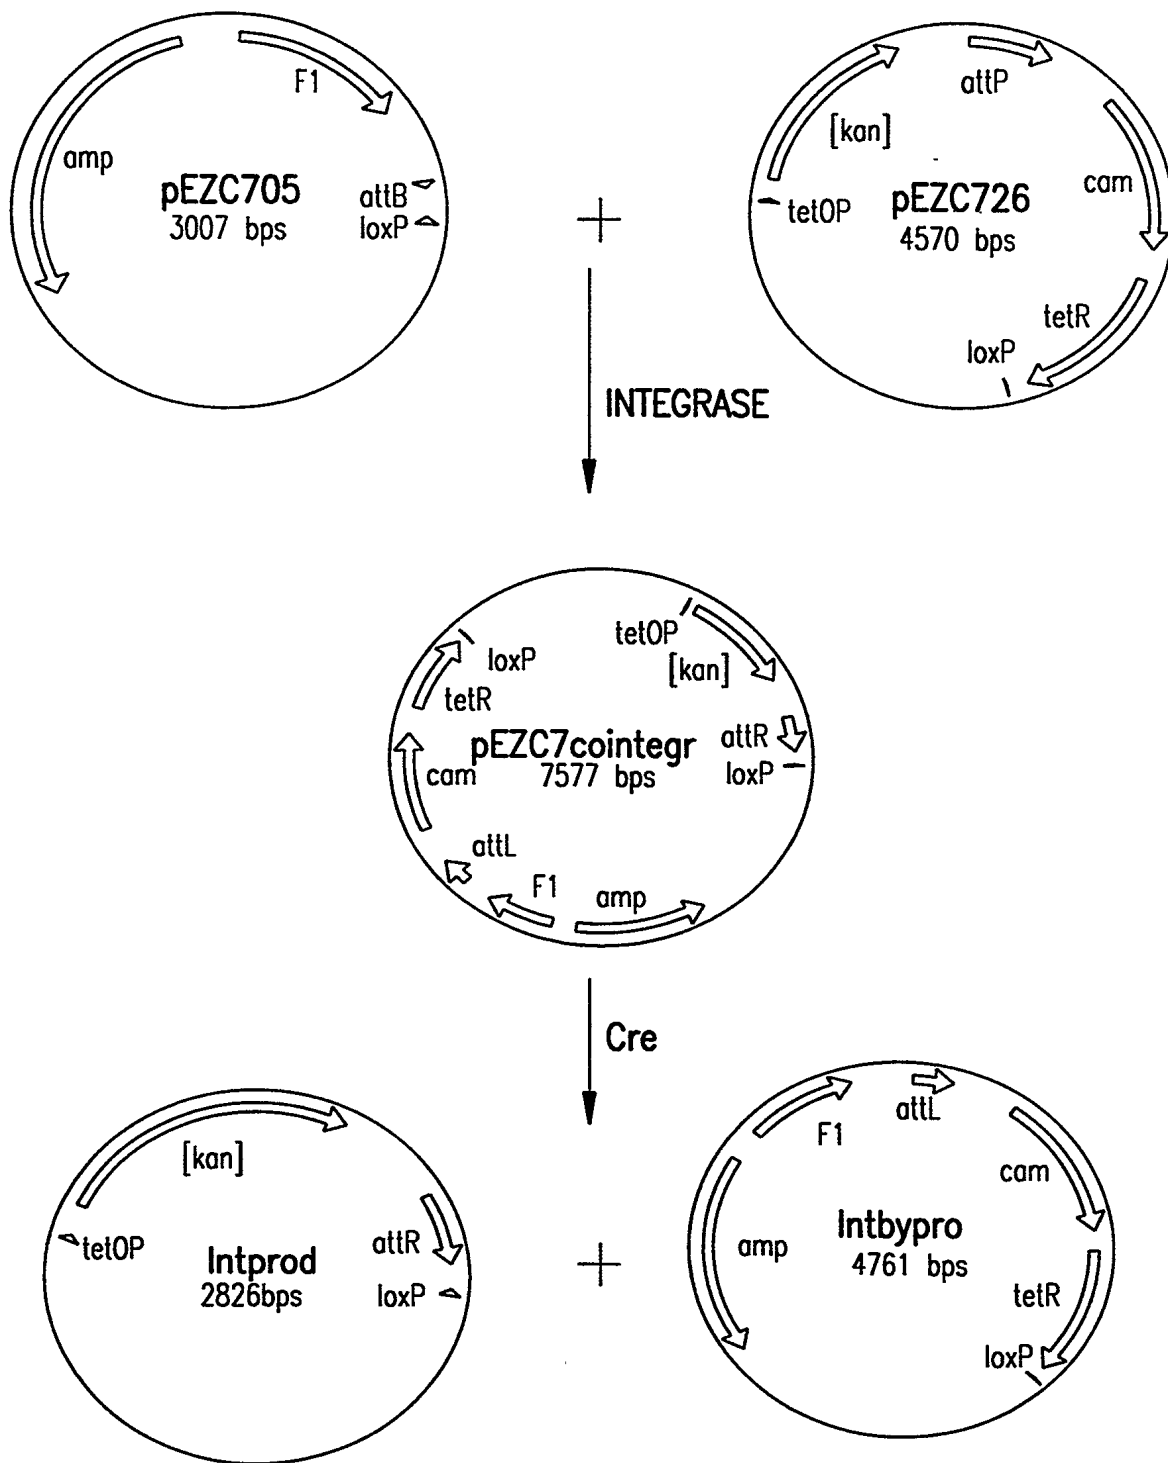 F1
amp
pEZC705
3007 bps
attB
loxP
+
attP
[kan]
cam
tetOP
pEZC726
4570 bps
tetR
loxP
INTEGRASE
tetOP
[kan]
loxP
tetR
attR
pEZC7cointegr
7577 bps
loxP
cam
attL
F1
amp
Cre
[kan]
tetOP
attR
Intprod
2826bps
loxP
+
attL
F1
cam
amp
Intbypro
4761 bps
tetR
loxP